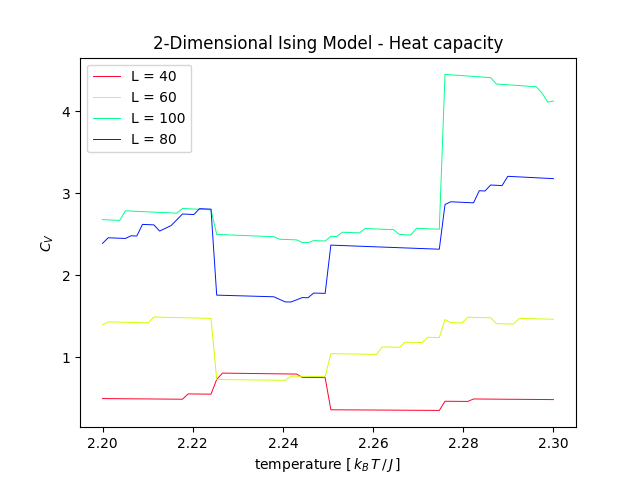 2-Dimensional Ising Model - Heat capacity
L = 40
L = 60
L = 100
L = 80
4
3
2
1
C_V
2.20 2.22 2.24 2.26 2.28 2.30
temperature [ k_B T / J ]